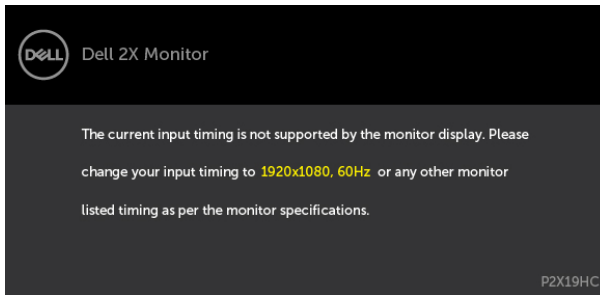 DELL
Dell 2X Monitor
The current input timing is not supported by the monitor display. Please
change your input timing to 1920x1080, 60Hz or any other monitor
listed timing as per the monitor specifications.
P2X19HC